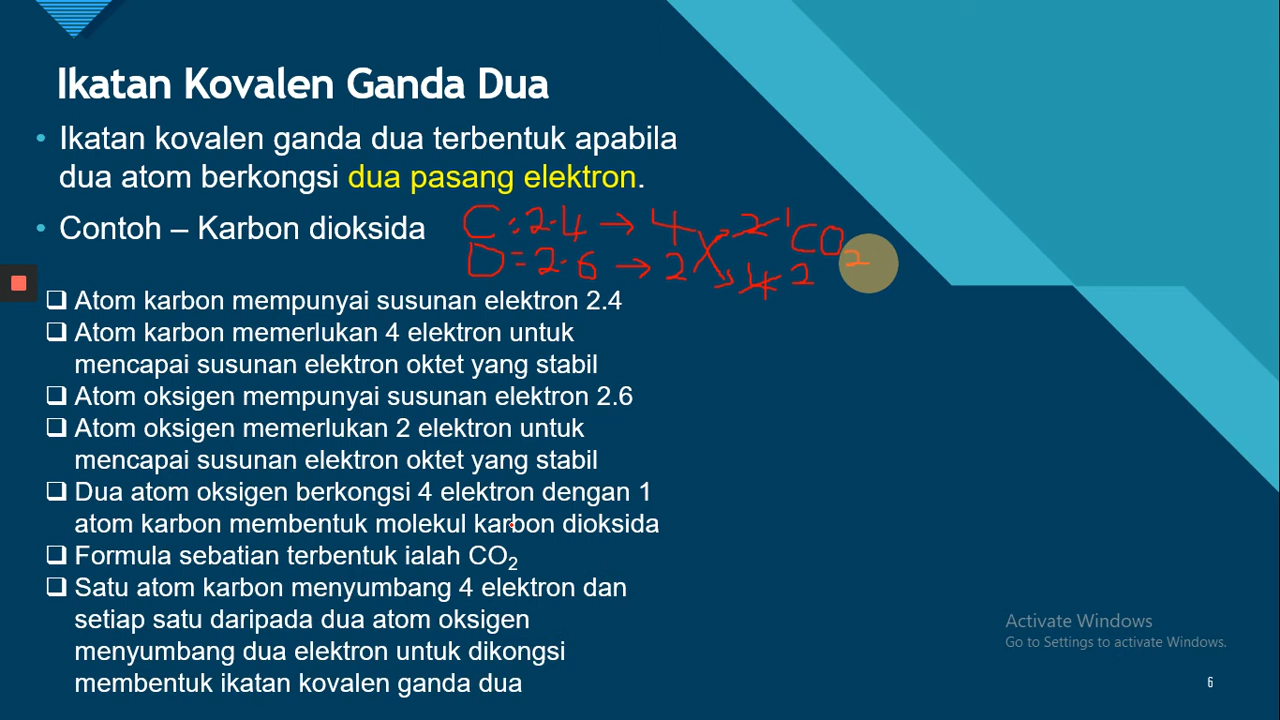 Ikatan Kovalen Ganda Dua
• Ikatan kovalen ganda dua terbentuk apabila
dua atom berkongsi dua pasang elektron.
• Contoh – Karbon dioksida
C : 2.4 → 4 2 1 CO₂
O = 2.6 → 2 4 2
❑ Atom karbon mempunyai susunan elektron 2.4
❑ Atom karbon memerlukan 4 elektron untuk
mencapai susunan elektron oktet yang stabil
❑ Atom oksigen mempunyai susunan elektron 2.6
❑ Atom oksigen memerlukan 2 elektron untuk
mencapai susunan elektron oktet yang stabil
❑ Dua atom oksigen berkongsi 4 elektron dengan 1
atom karbon membentuk molekul karbon dioksida
❑ Formula sebatian terbentuk ialah CO₂
❑ Satu atom karbon menyumbang 4 elektron dan
setiap satu daripada dua atom oksigen
menyumbang dua elektron untuk dikongsi
membentuk ikatan kovalen ganda dua
Activate Windows
Go to Settings to activate Windows.
6